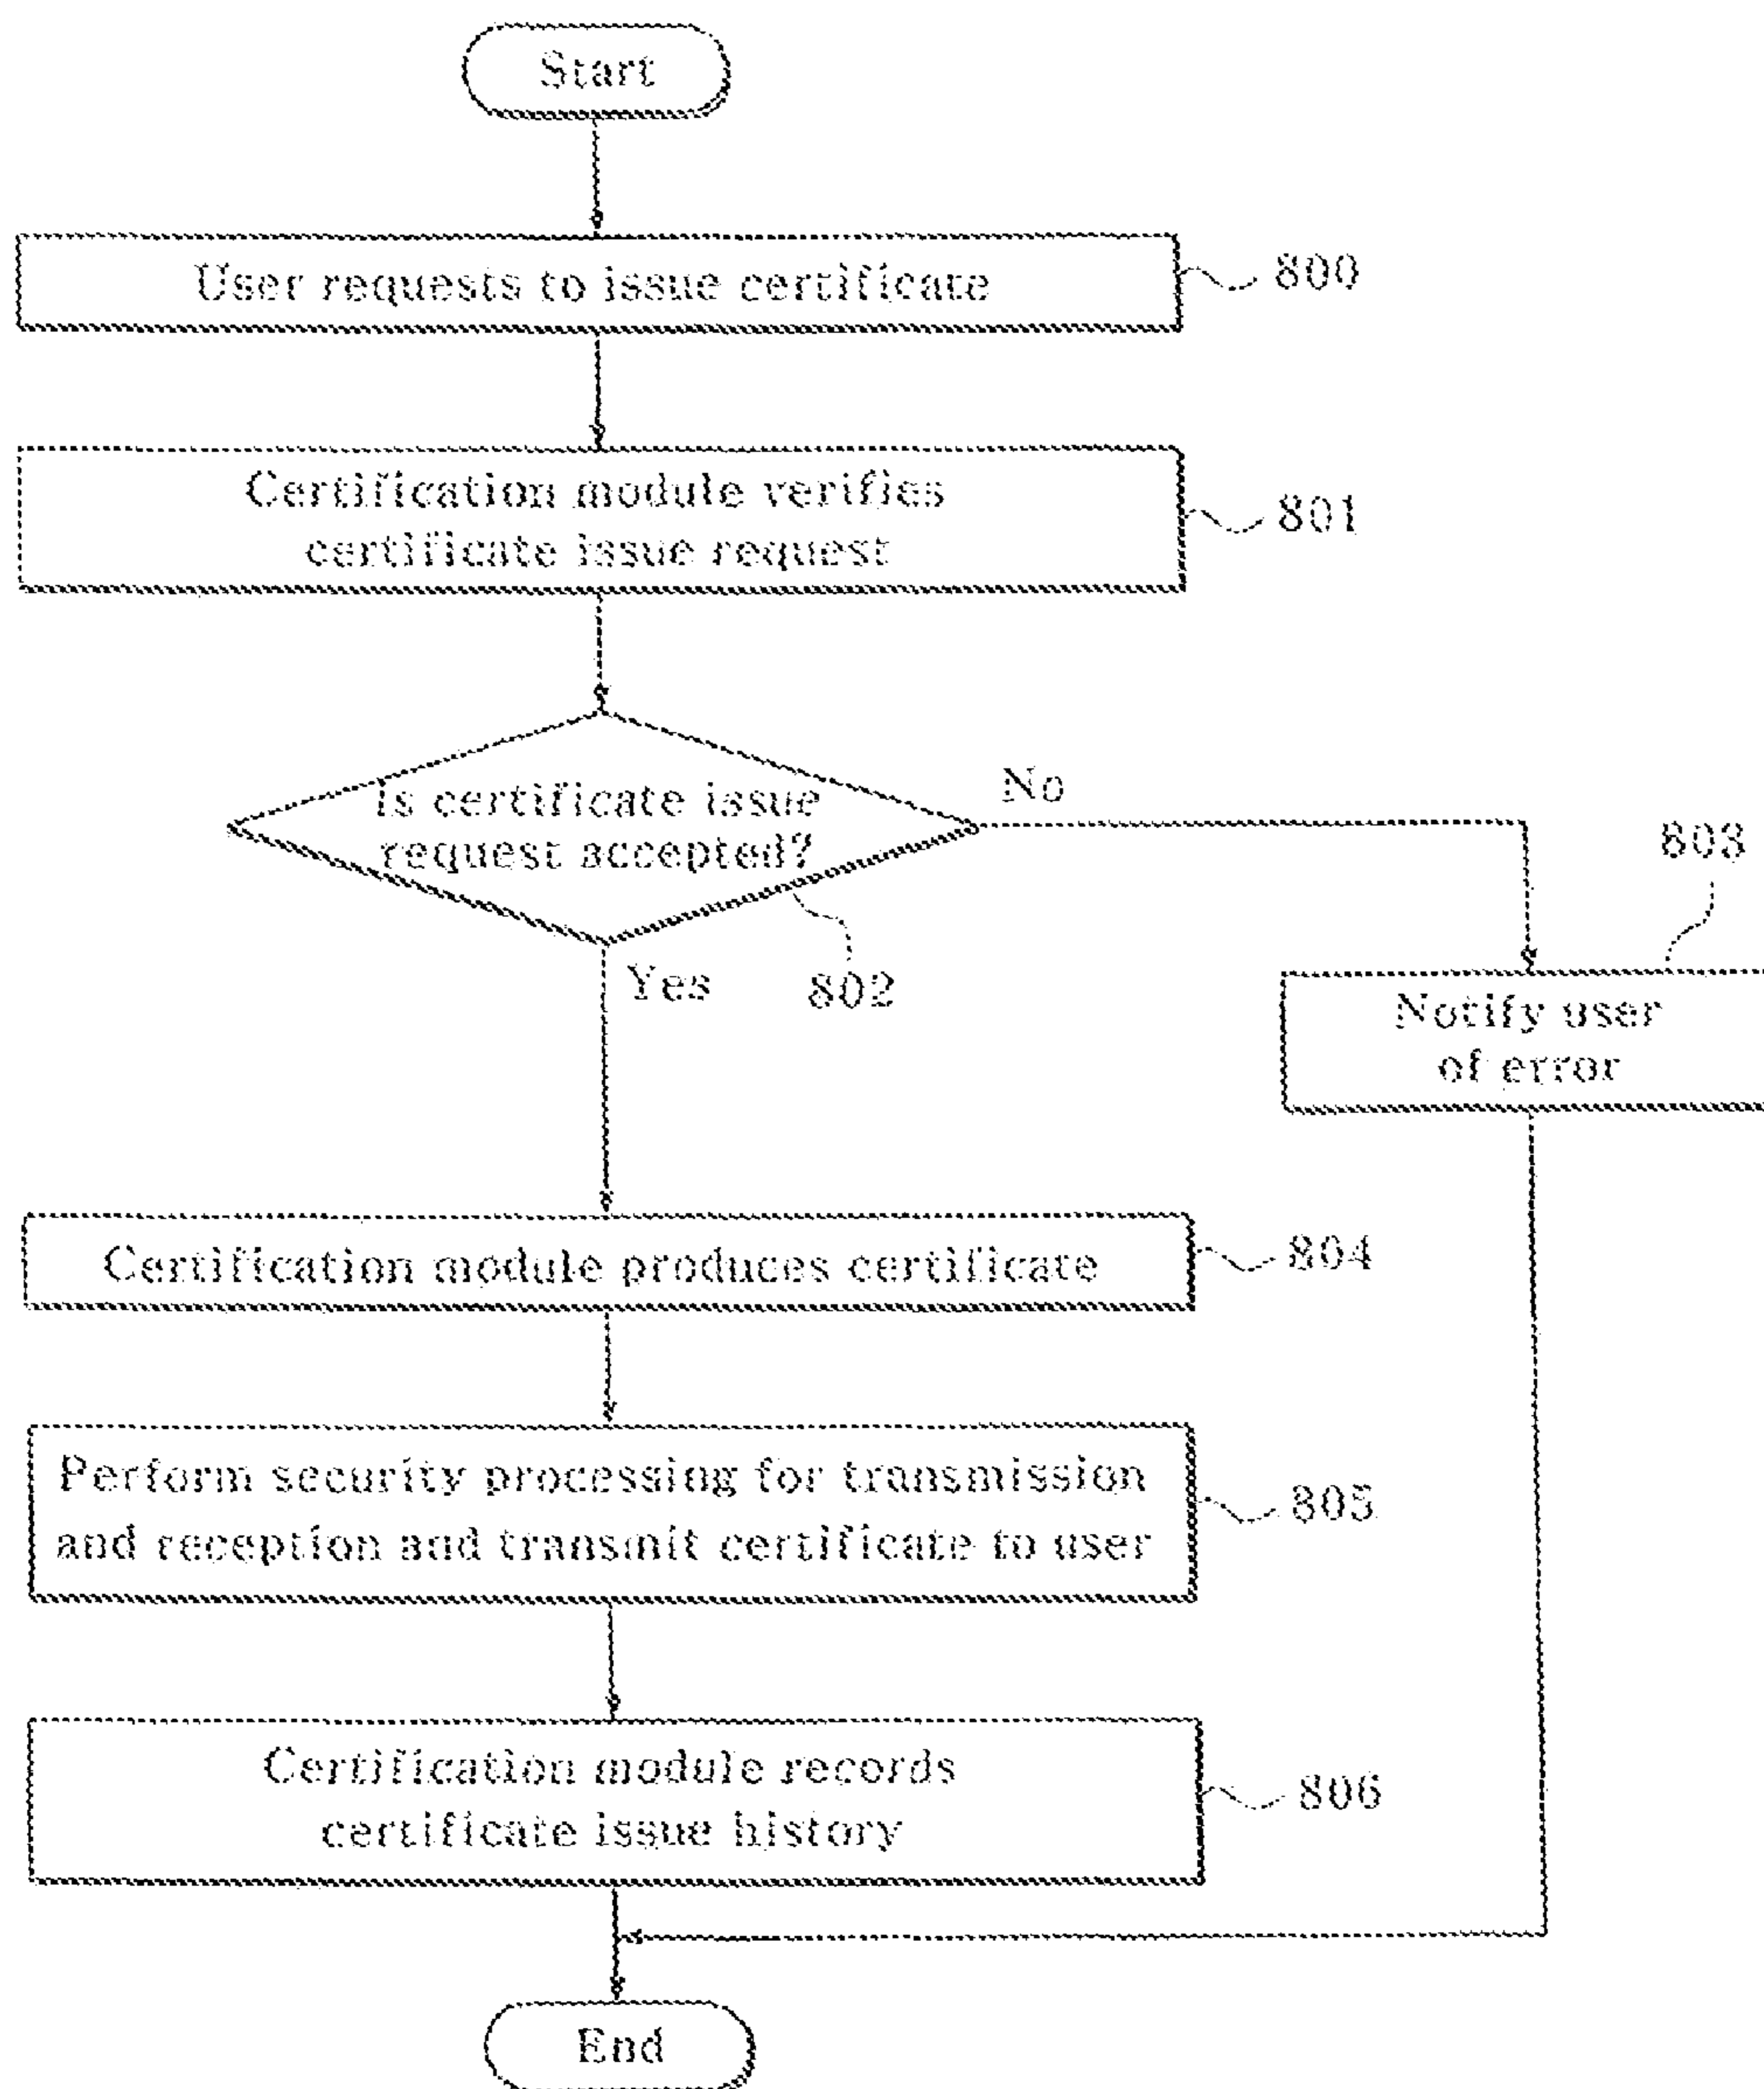 Start
User requests to issue certificate
800
Certification module verifies
certificate issue request
801
Is certificate issue
request accepted?
No
803
Yes
802
Notify user
of error
Certification module produces certificate
804
Perform security processing for transmission
and reception and transmit certificate to user
805
Certification module records
certificate issue history
806
End